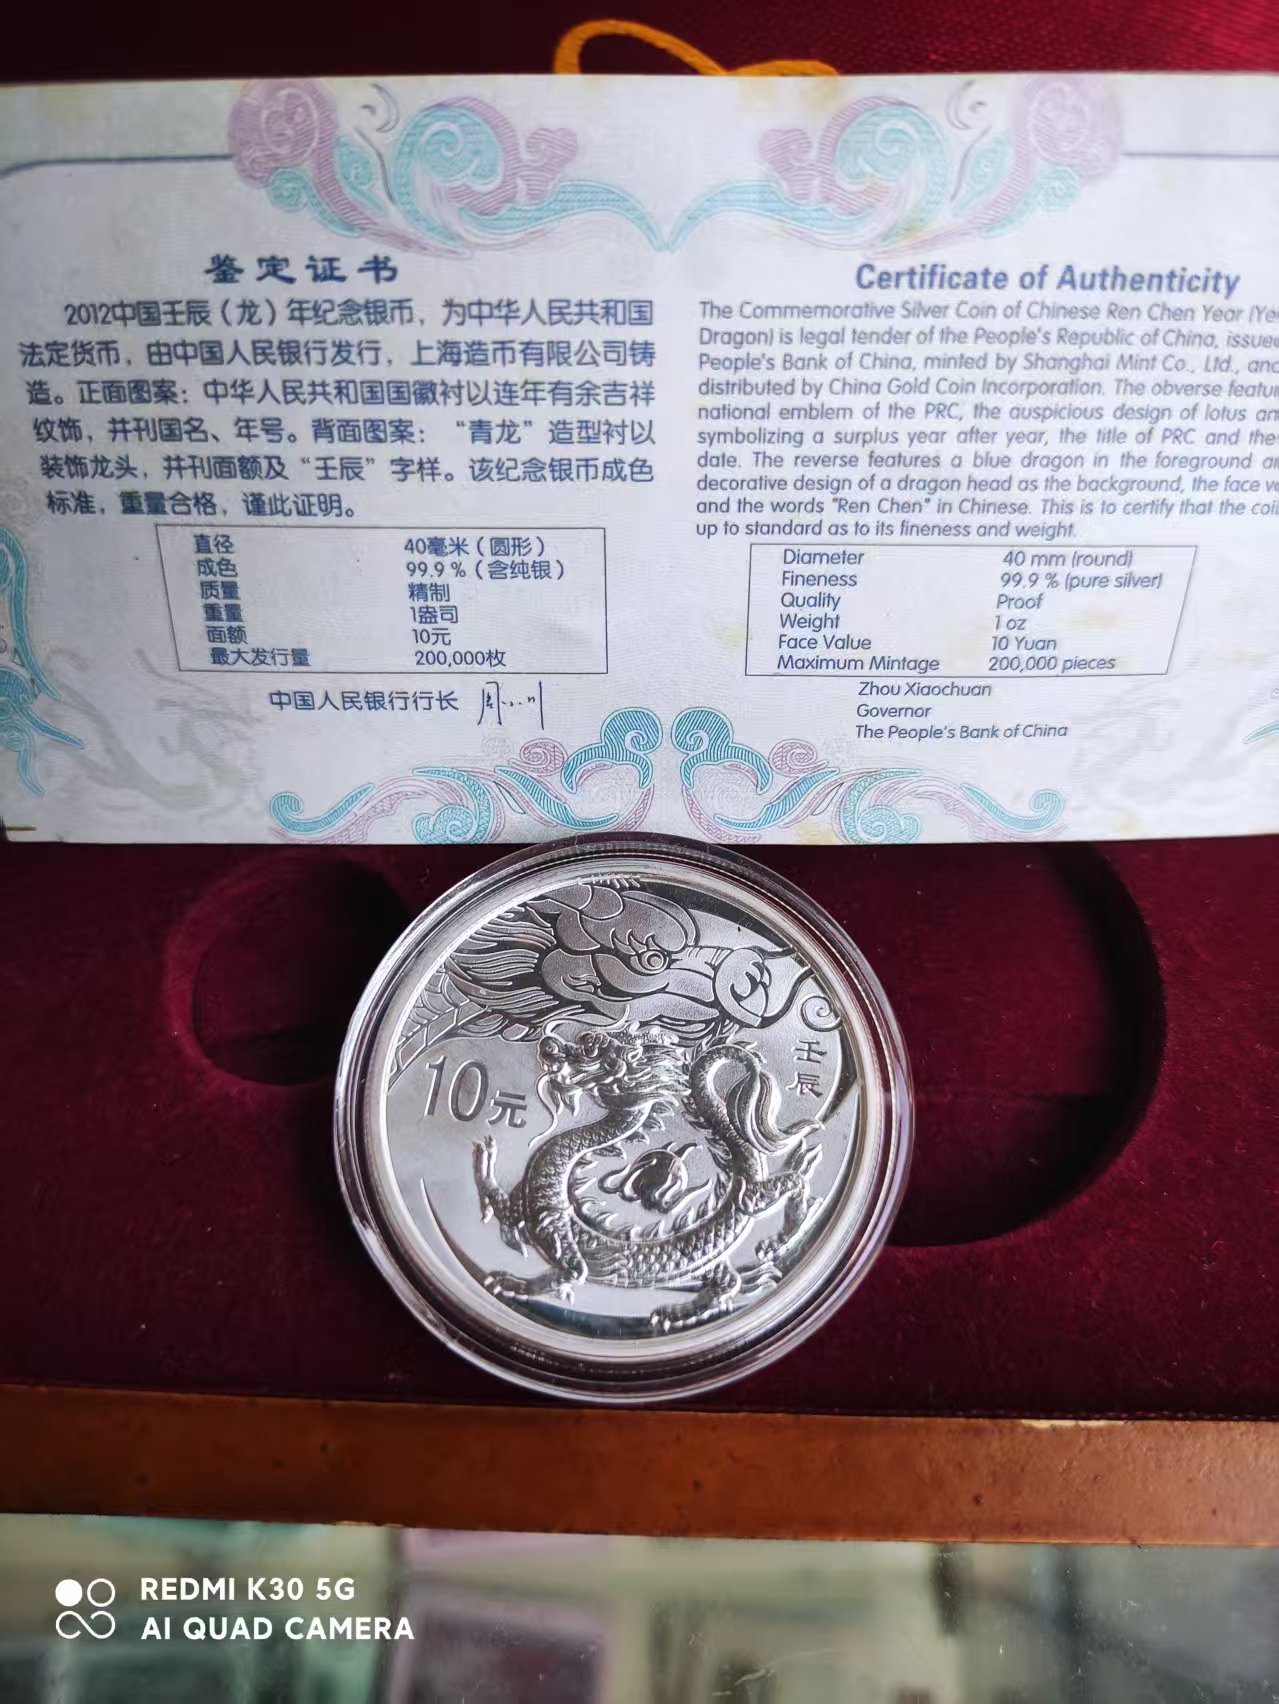 鉴定证书
2012中国壬辰（龙）年纪念银币，为中华人民共和国
法定货币，由中国人民银行发行，上海造币有限公司铸
造。正面图案：中华人民共和国国徽衬以连年有余吉祥
纹饰，并刊国名、年号。背面图案：“青龙”造型衬以
装饰龙头，并刊面额及“壬辰”字样。该纪念银币成色
标准，重量合格，谨此证明。
直径 40毫米（圆形）
成色 99.9％（含纯银）
质量 精制
重量 1盎司
面额 10元
最大发行量 200,000枚
中国人民银行行长 周小川
Certificate of Authenticity
The Commemorative Silver Coin of Chinese Ren Chen Year (Ye
Dragon) is legal tender of the People's Republic of China, issue
People's Bank of China, minted by Shanghai Mint Co., Ltd., and
distributed by China Gold Coin Incorporation. The obverse featu
national emblem of the PRC, the auspicious design of lotus an
symbolizing a surplus year after year, the title of PRC and the
date. The reverse features a blue dragon in the foreground a
decorative design of a dragon head as the background, the face v
and the words "Ren Chen" in Chinese. This is to certify that the coi
up to standard as to its fineness and weight.
Diameter 40 mm (round)
Fineness 99.9 % (pure silver)
Quality Proof
Weight 1 oz
Face Value 10 Yuan
Maximum Mintage 200,000 pieces
Zhou Xiaochuan
Governor
The People's Bank of China
10元
壬辰
REDMI K30 5G
AI QUAD CAMERA